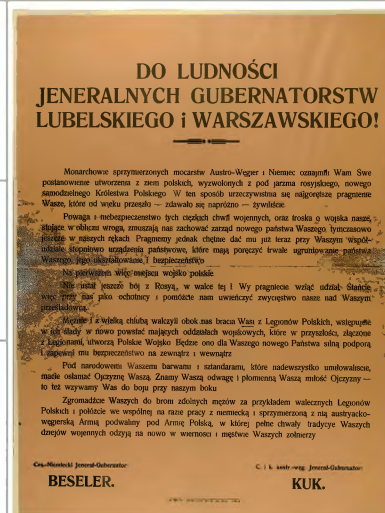 DO LUDNOŚCI
JENERALNYCH GUBERNATORSTW
LUBELSKIEGO i WARSZAWSKIEGO!
Monarchowie sprzymierzonych mocarstw Austro-Węgier i Niemiec oznajmili Wam Swe
postanowienie utworzenia z ziem polskich, wyzwolonych z pod jarzma rosyjskiego, nowego
samodzielnego Królestwa Polskiego W ten sposób urzeczywistnia się najgorętsze pragnienie
Wasze, które od wieku przeszło — zdawało się napróżno — żywiliście
Powaga i niebezpieczeństwo tych ciężkich chwil wojennych, oraz troska o wojska nasze,
stojące w obliczu wroga, zmuszają nas zachować zarząd nowego państwa Waszego tymczasowo
jeszcze w naszych rękach Pragniemy jednak chętnie dać mu już teraz przy Waszym współ-
udziale stopniowo urządzenia państwowe, które mają poręczyć trwałe ugruntowanie państwa
Waszego, jego ukształtowanie i bezpieczeństwo
Na pierwszem więc miejscu wojsko polskie
Nie ustał jeszcze bój z Rosyą, w walce tej i Wy pragniecie wziąć udział Stańcie
więc przy nas jako ochotnicy i pomóżcie nam uwieńczyć zwycięstwo nasze nad Waszym
prześladowcą
Mężnie i z wielką chlubą walczyli obok nas bracia Wasi z Legionów Polskich, wstępujcie
w ich ślady w nowo powstać mających oddziałach wojskowych, które w przyszłości, złączone
z Legionami, utworzą Polskie Wojsko Będzie ono dla Waszego nowego Państwa silną podporą
i zapewni mu bezpieczeństwo na zewnątrz i wewnątrz
Pod narodowemi Waszemi barwami i sztandarami, które nadewszystko umiłowaliście,
macie osłaniać Ojczyznę Waszą. Znamy Waszą odwagę i płomienną Waszą miłość Ojczyzny —
to też wzywamy Was do boju przy naszym boku
Zgromadźcie Waszych do broni zdolnych mężów za przykładem walecznych Legionów
Polskich i połóżcie we wspólnej na razie pracy z niemiecką i sprzymierzoną z nią austryacko-
węgierską Armią podwaliny pod Armię Polską, w której pełne chwały tradycye Waszych
dziejów wojennych odżyją na nowo w wierności i męstwie Waszych żołnierzy
Ces.-Niemiecki Jenerał-Gubernator:
BESELER.
C. i k. austr.-węg. Jenerał-Gubernator:
KUK.